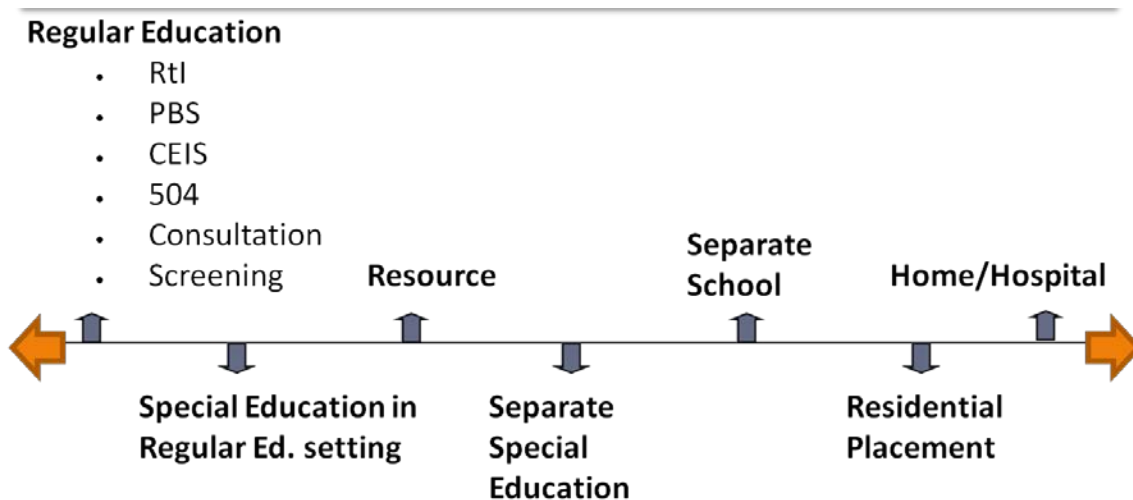 Regular Education
• RtI
• PBS
• CEIS
• 504
• Consultation
• Screening
Resource
Separate
School
Home/Hospital
Special Education in
Regular Ed. setting
Separate
Special
Education
Residential
Placement